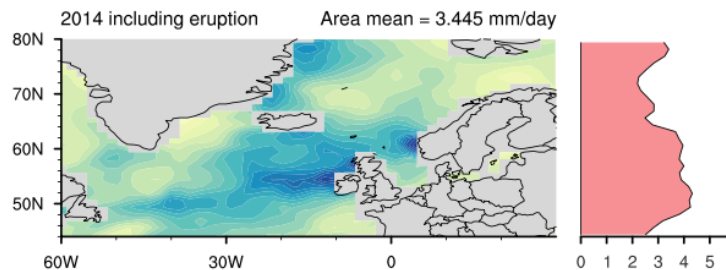 2014 including eruption Area mean = 3.445 mm/day
80N
70N
60N
50N
60W 30W 0 0 1 2 3 4 5